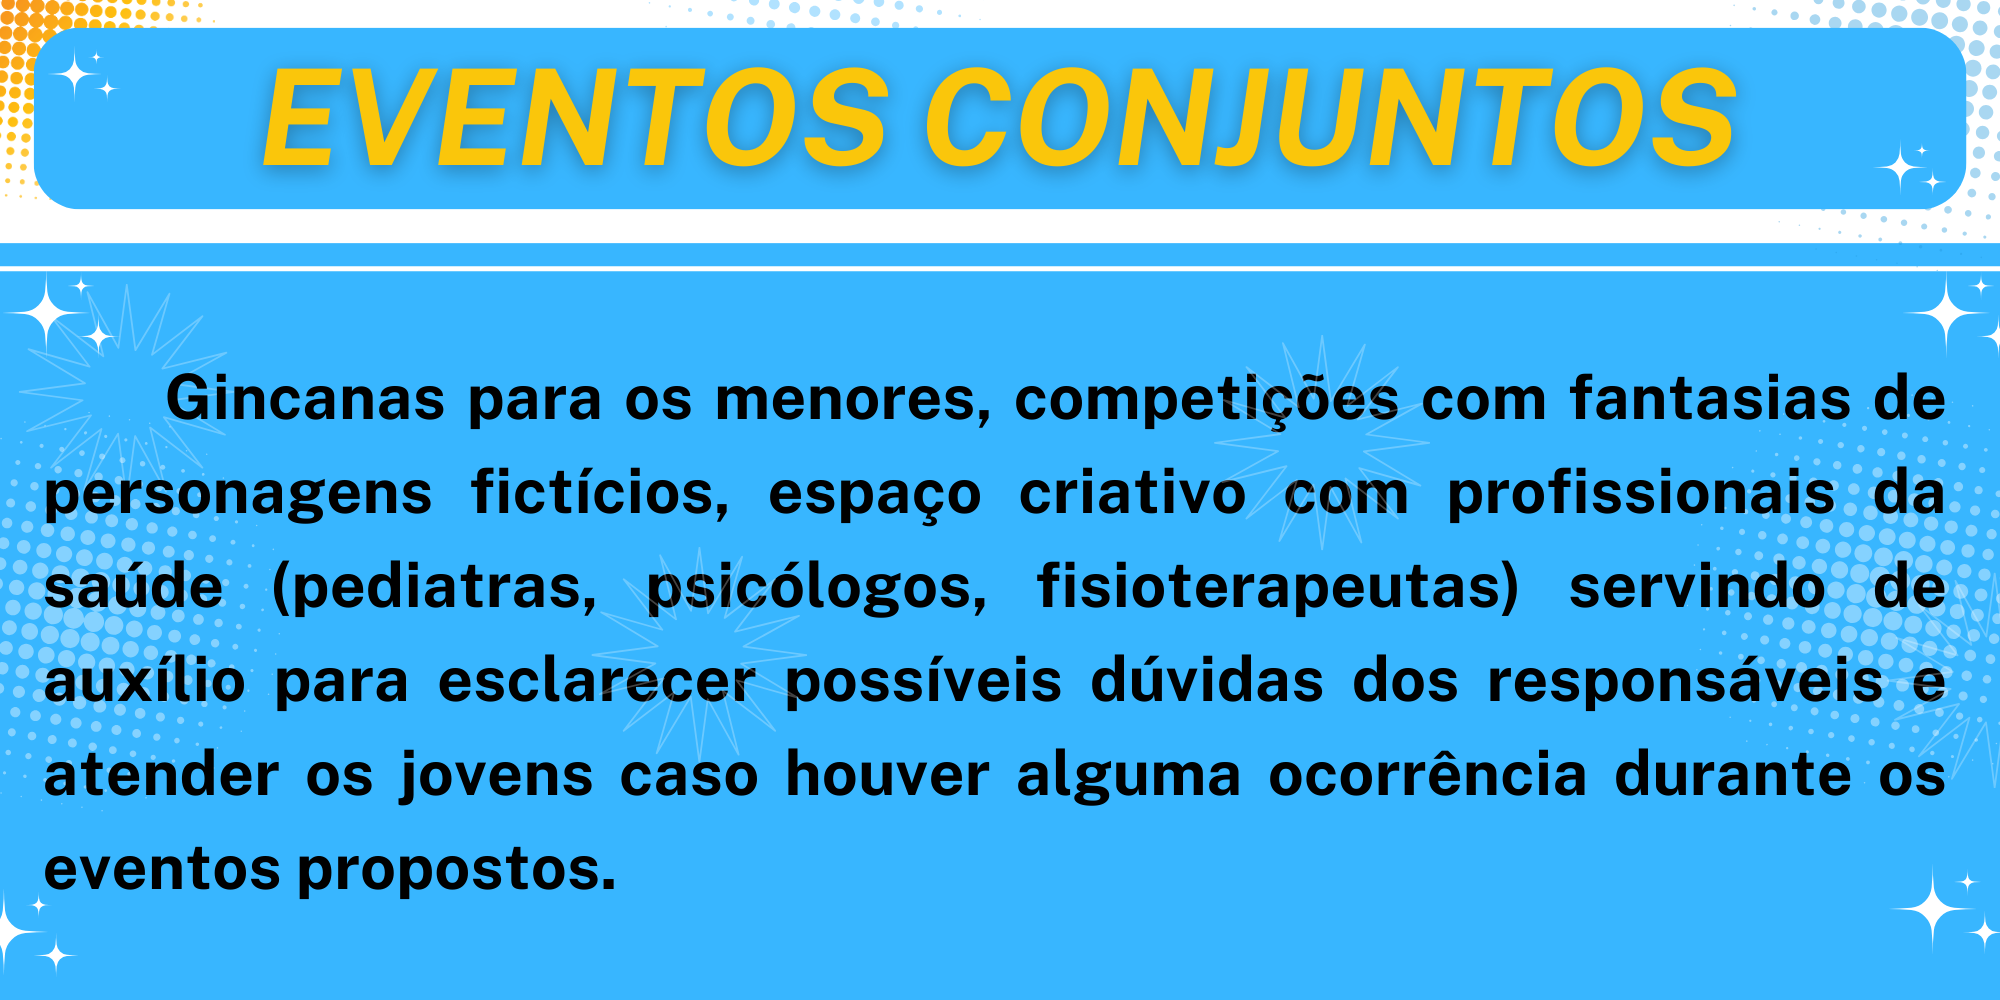 EVENTOS CONJUNTOS
Gincanas para os menores, competições com fantasias de
personagens fictícios, espaço criativo com profissionais da
saúde (pediatras, psicólogos, fisioterapeutas) servindo de
auxílio para esclarecer possíveis dúvidas dos responsáveis e
atender os jovens caso houver alguma ocorrência durante os
eventos propostos.